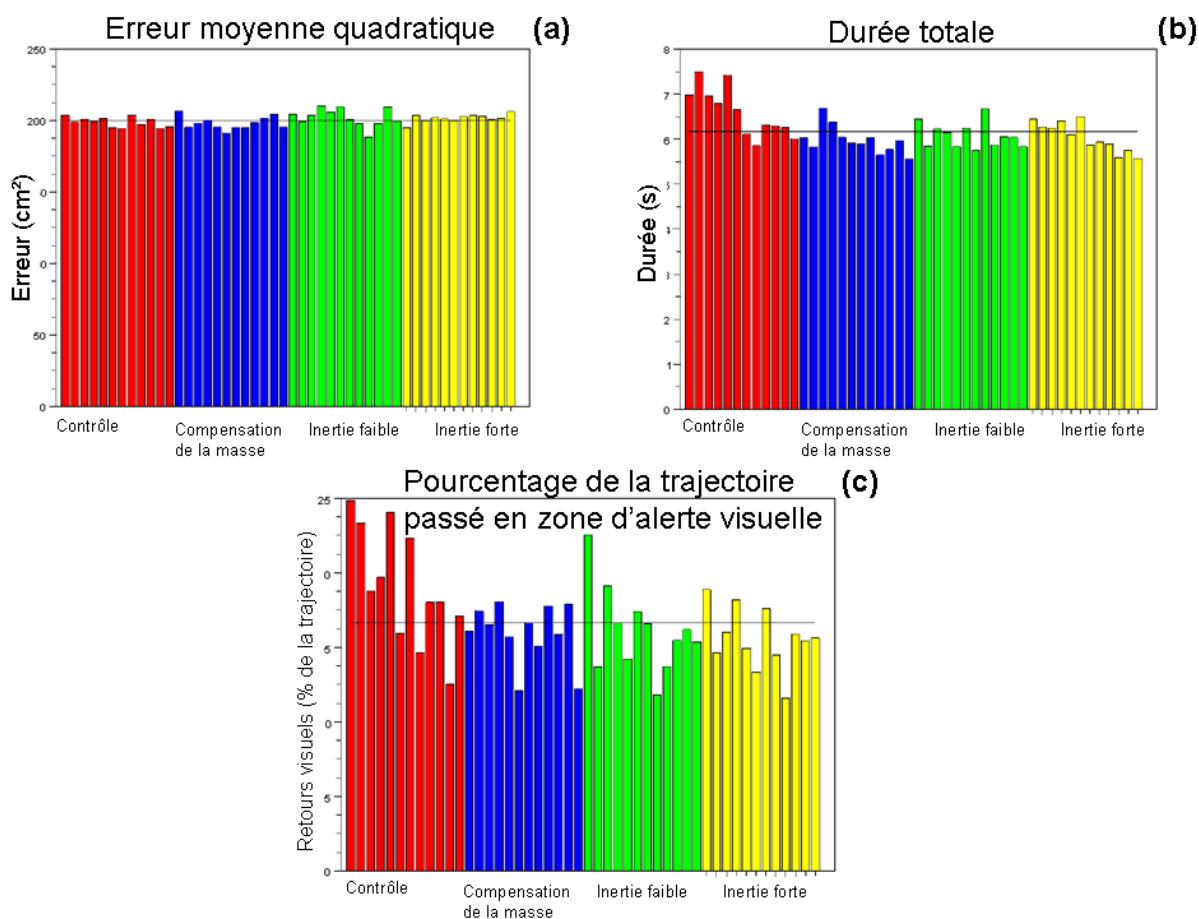 Erreur moyenne quadratique (a)
250
200
0
0
50
0
Erreur (cm²)
Contrôle
Compensation
de la masse
Inertie faible
Inertie forte
Durée totale (b)
8
7
6
5
4
3
2
1
0
Durée (s)
Contrôle
Compensation
de la masse
Inertie faible
Inertie forte
Pourcentage de la trajectoire (c)
passé en zone d'alerte visuelle
25
0
5
0
5
0
Retours visuels (% de la trajectoire)
Contrôle
Compensation
de la masse
Inertie faible
Inertie forte